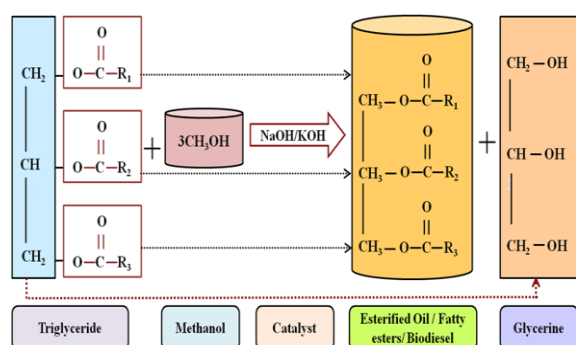 O
O—C—R₁
CH₂
O
O—C—R₂
CH
O
O—C—R₃
CH₂
+
3CH₃OH
NaOH/KOH
O
CH₃—O—C—R₁
O
CH₃—O—C—R₂
O
CH₃—O—C—R₃
+
CH₂—OH
CH—OH
CH₂—OH
Triglyceride
Methanol
Catalyst
Esterified Oil / Fatty
esters/ Biodiesel
Glycerine